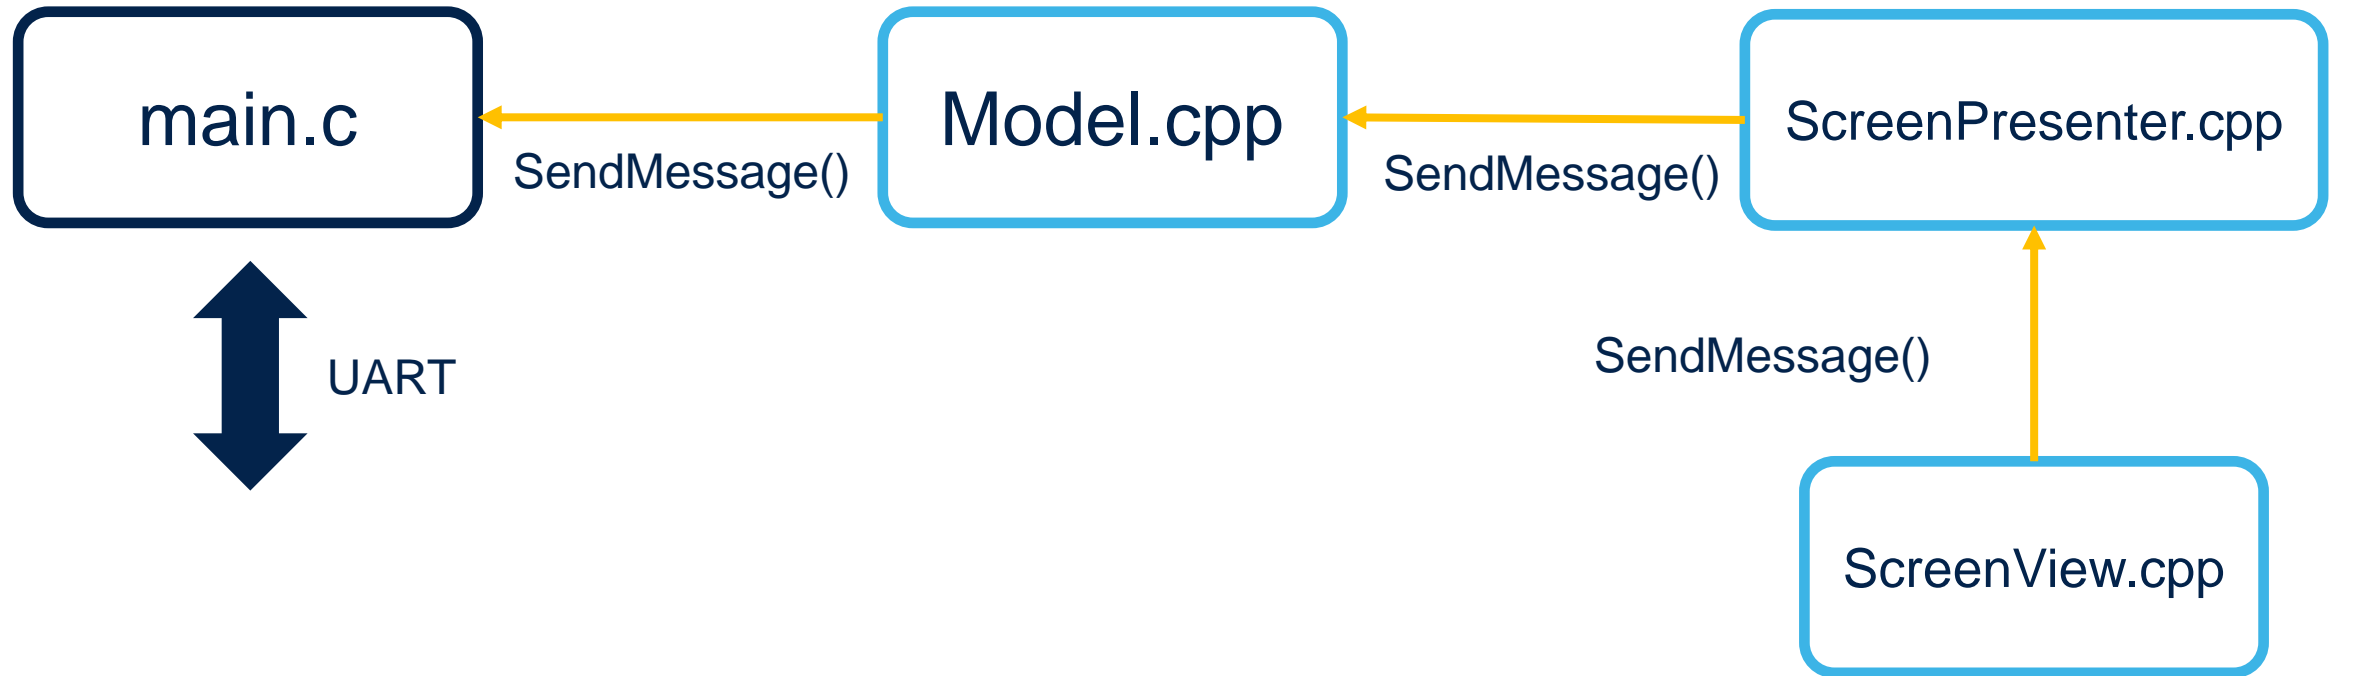 main.c
Model.cpp
ScreenPresenter.cpp
SendMessage()
SendMessage()
SendMessage()
UART
ScreenView.cpp